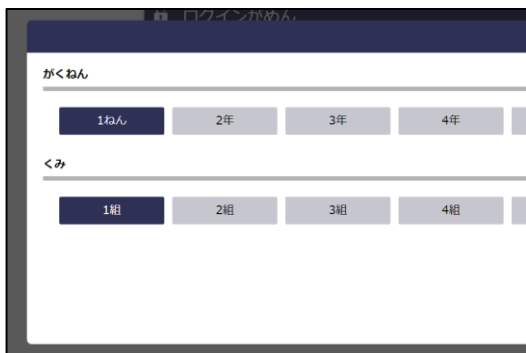 ログインがめん
がくねん
1ねん 2年 3年 4年
くみ
1組 2組 3組 4組